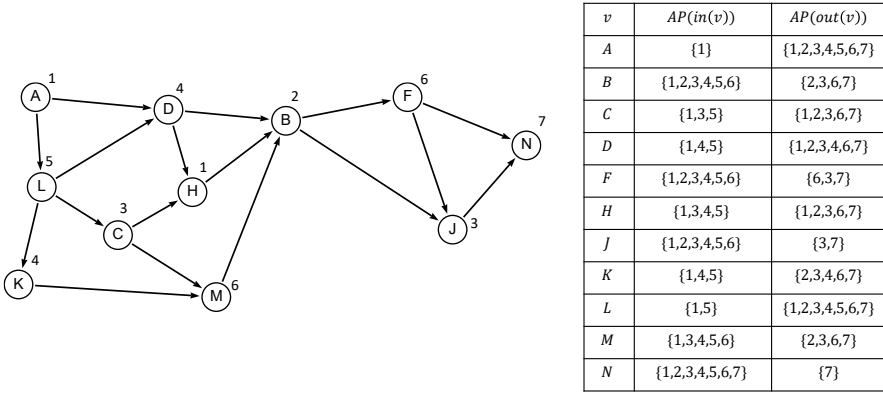 1
A
4
D
2
B
6
F
7
N
5
L
1
H
3
C
J 3
4
K
M 6
v AP(in(v)) AP(out(v))
A {1} {1,2,3,4,5,6,7}
B {1,2,3,4,5,6} {2,3,6,7}
C {1,3,5} {1,2,3,6,7}
D {1,4,5} {1,2,3,4,6,7}
F {1,2,3,4,5,6} {6,3,7}
H {1,3,4,5} {1,2,3,6,7}
J {1,2,3,4,5,6} {3,7}
K {1,4,5} {2,3,4,6,7}
L {1,5} {1,2,3,4,5,6,7}
M {1,3,4,5,6} {2,3,6,7}
N {1,2,3,4,5,6,7} {7}